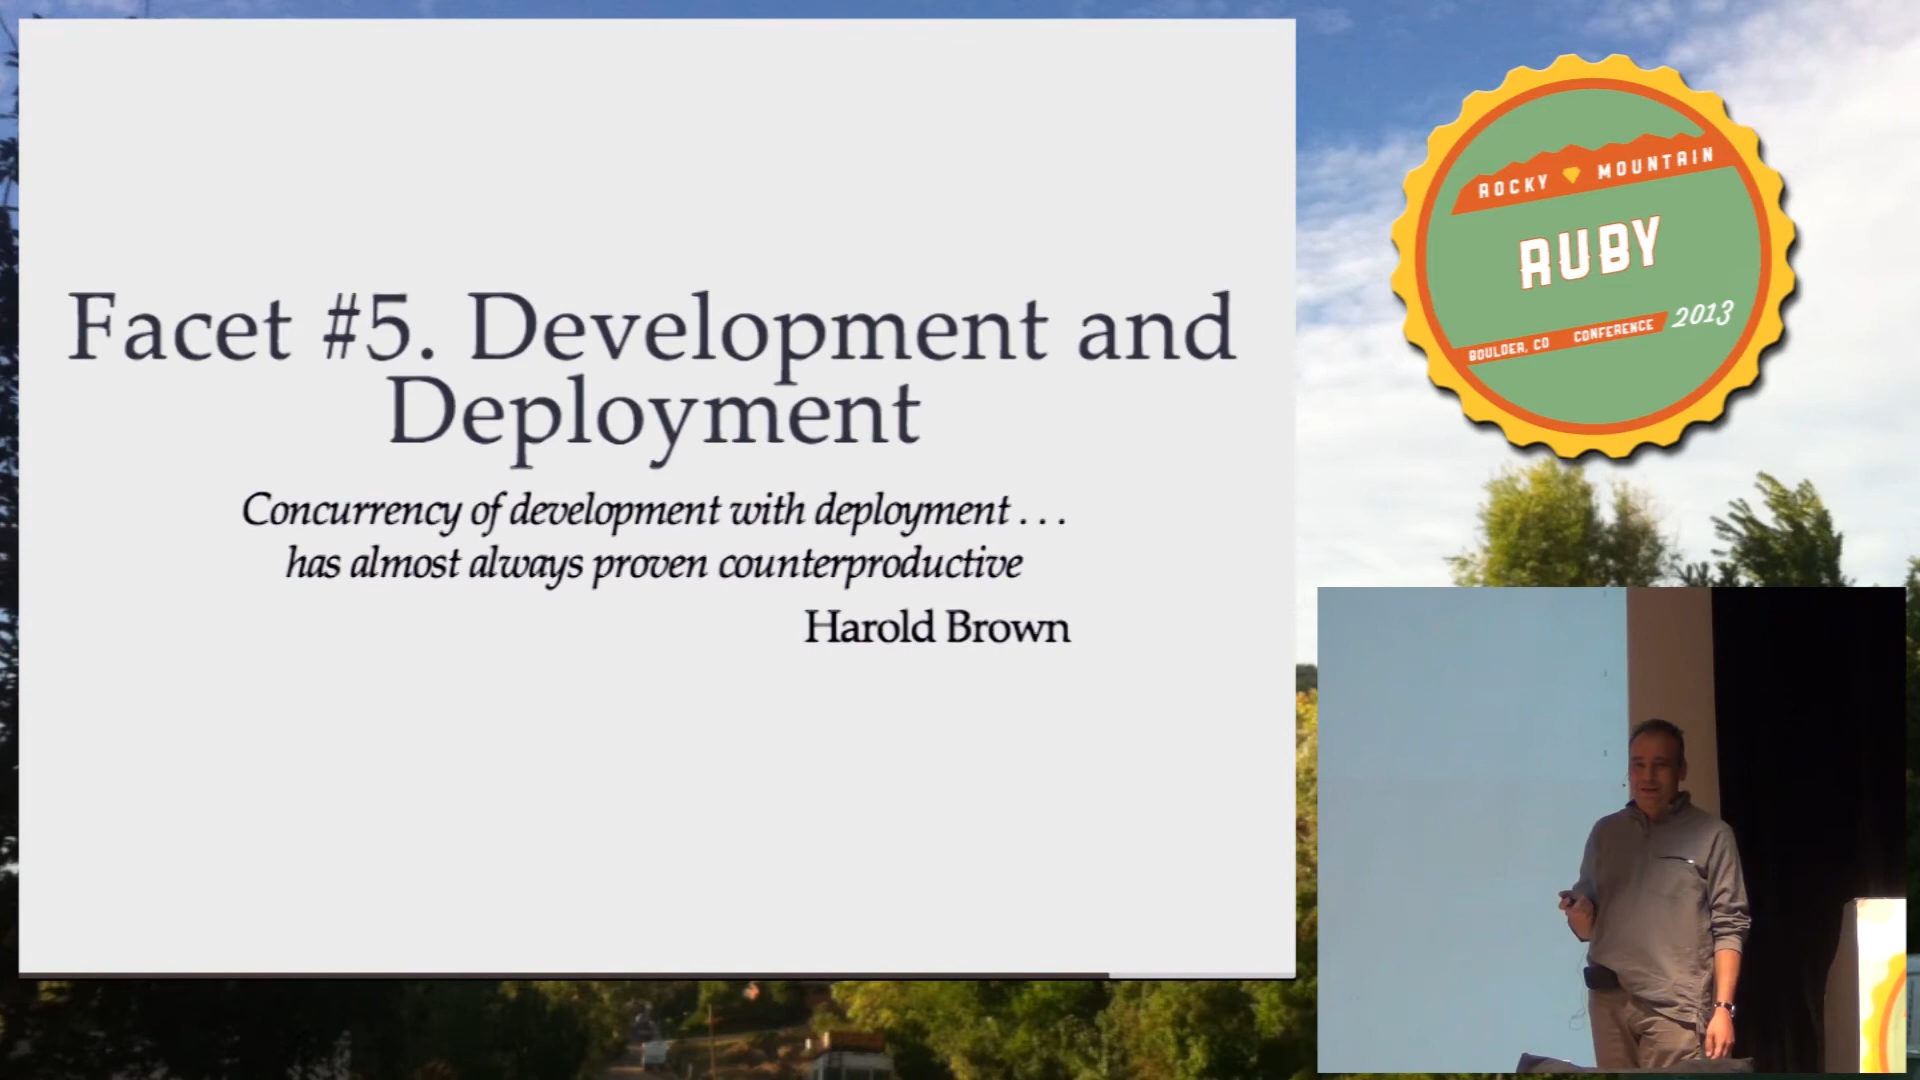 Facet #5. Development and
Deployment
Concurrency of development with deployment . . .
has almost always proven counterproductive
Harold Brown
ROCKY MOUNTAIN
RUBY
BOULDER, CO CONFERENCE 2013